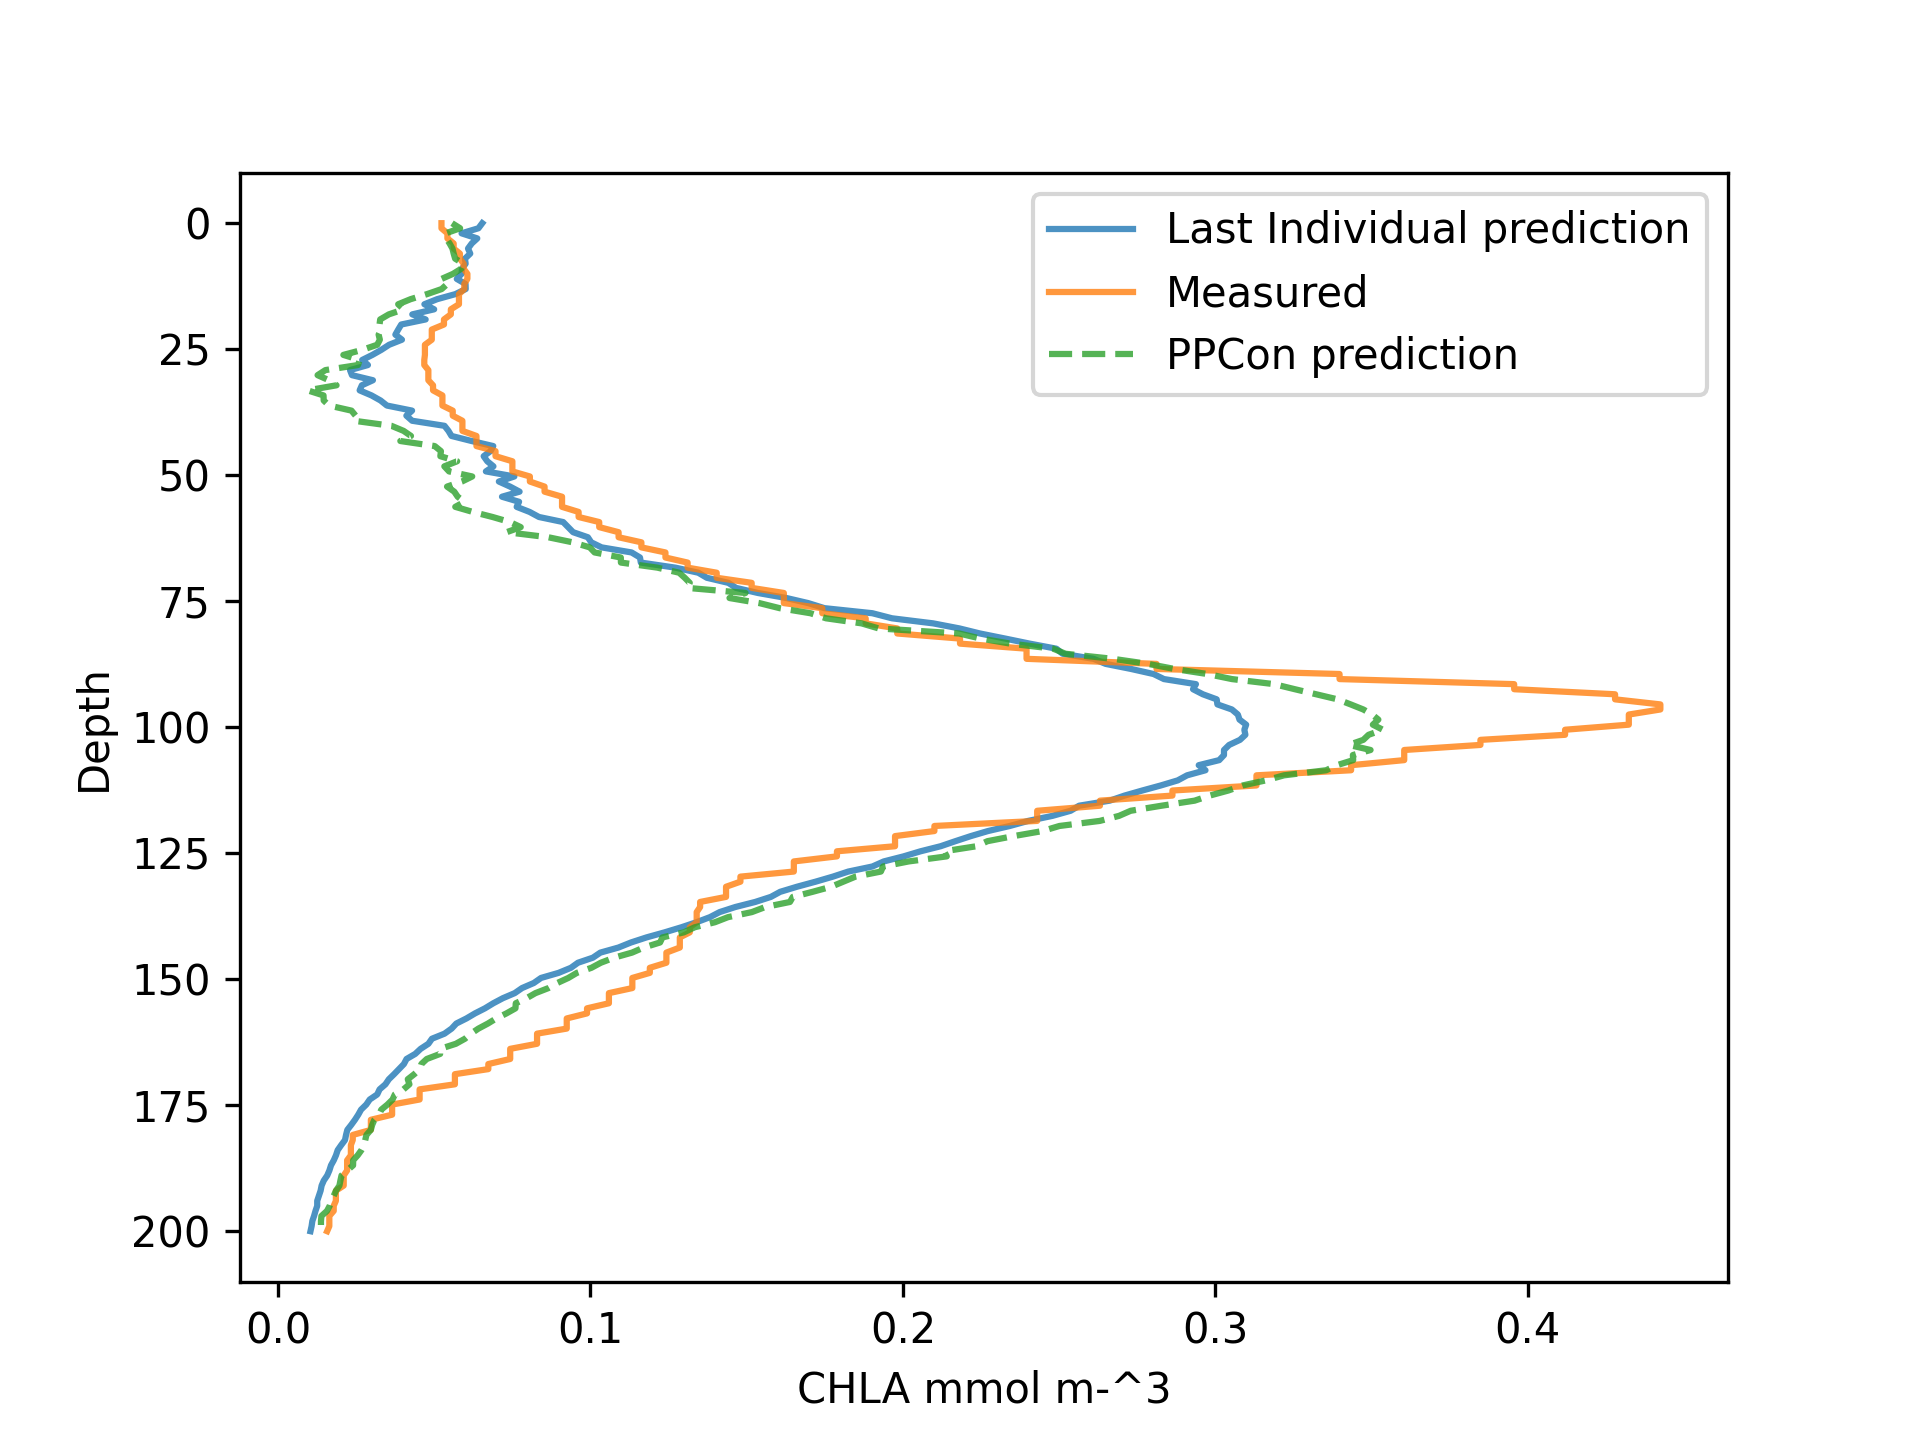 Last Individual prediction
Measured
PPCon prediction
0
25
50
75
100
125
150
175
200
Depth
0.0 0.1 0.2 0.3 0.4
CHLA mmol m-^3